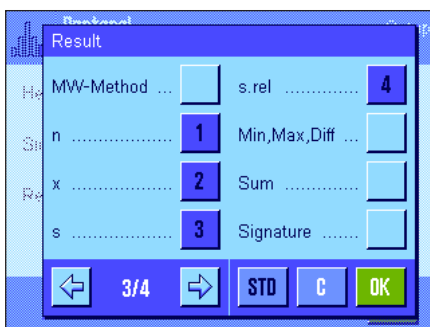 Result
MW-Method ...
n .................. 1
x .................. 2
s .................. 3
s.rel ............. 4
Min,Max,Diff ...
Sum .............
Signature .......
3/4
STD C OK